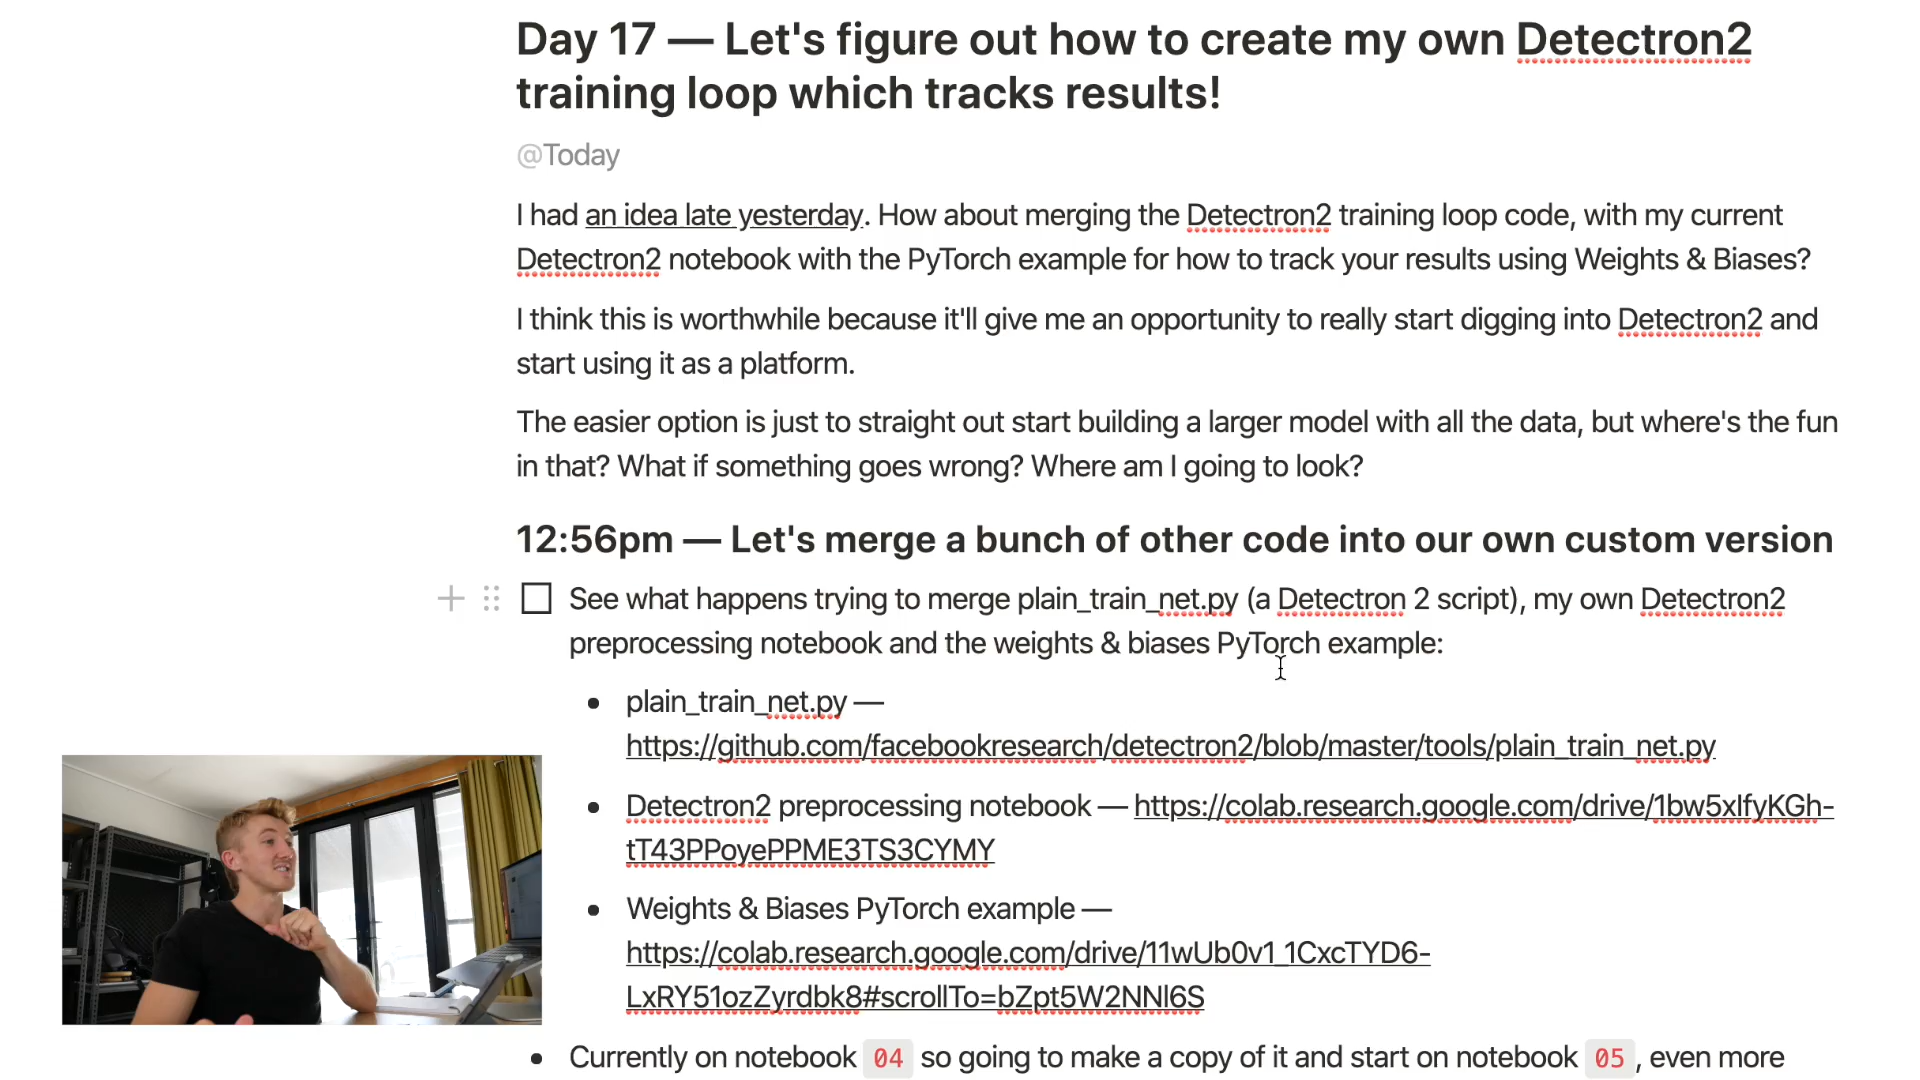 Day 17 — Let's figure out how to create my own Detectron2
training loop which tracks results!
@Today
I had an idea late yesterday. How about merging the Detectron2 training loop code, with my current
Detectron2 notebook with the PyTorch example for how to track your results using Weights & Biases?
I think this is worthwhile because it'll give me an opportunity to really start digging into Detectron2 and
start using it as a platform.
The easier option is just to straight out start building a larger model with all the data, but where's the fun
in that? What if something goes wrong? Where am I going to look?
12:56pm — Let's merge a bunch of other code into our own custom version
See what happens trying to merge plain_train_net.py (a Detectron 2 script), my own Detectron2
preprocessing notebook and the weights & biases PyTorch example:
plain_train_net.py —
https://github.com/facebookresearch/detectron2/blob/master/tools/plain_train_net.py
Detectron2 preprocessing notebook — https://colab.research.google.com/drive/1bw5xIfyKGh-
tT43PPoyePPME3TS3CYMY
Weights & Biases PyTorch example —
https://colab.research.google.com/drive/11wUb0v1_1CxcTYD6-
LxRY51ozZyrdbk8#scrollTo=bZpt5W2NNl6S
Currently on notebook 04 so going to make a copy of it and start on notebook 05, even more